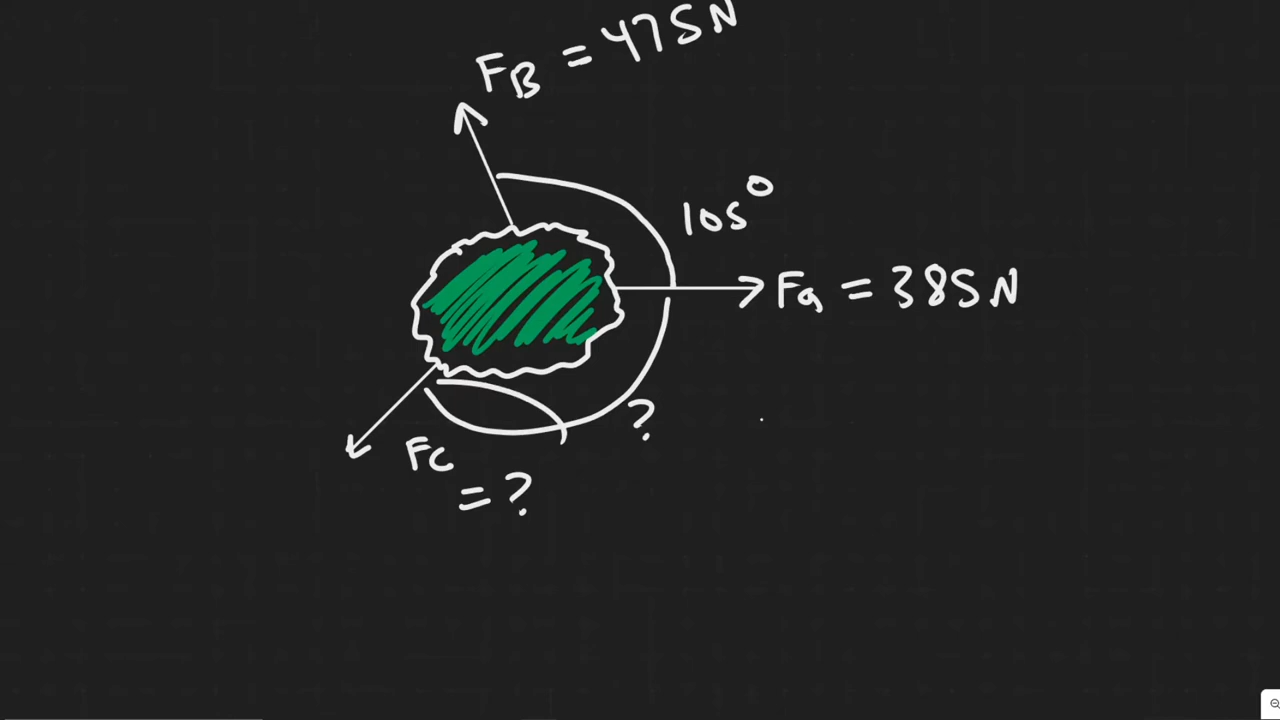 FB = 475N
105°
Fa = 385N
?
Fc
= ?